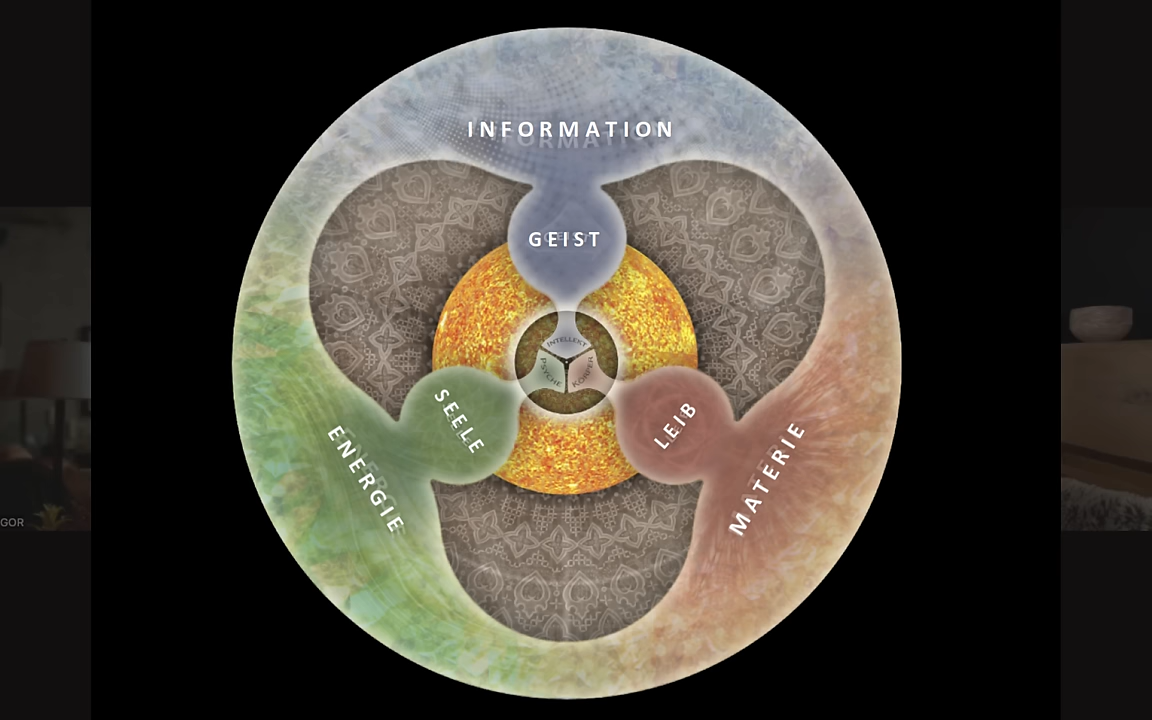 INFORMATION
GEIST
INTELLEKT
PSYCHE
KÖRPER
SEELE
LEIB
ENERGIE
MATERIE
GOR